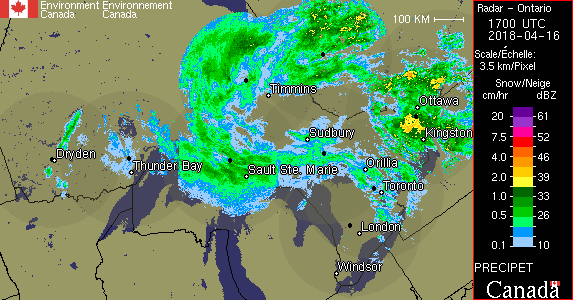 Environment Environnement
Canada Canada
100 KM
Timmins
Ottawa
Sudbury
Kingston
Dryden
Thunder Bay
Sault Ste. Marie
Orillia
Toronto
London
Windsor
Radar - Ontario
1700 UTC
2018-04-16
Scale/Échelle:
3.5 km/Pixel
Snow/Neige
cm/hr dBZ
20 61
7.5 52
4.0 46
2.0 39
1.0 33
0.5 26
0.1 10
PRECIPET
Canada